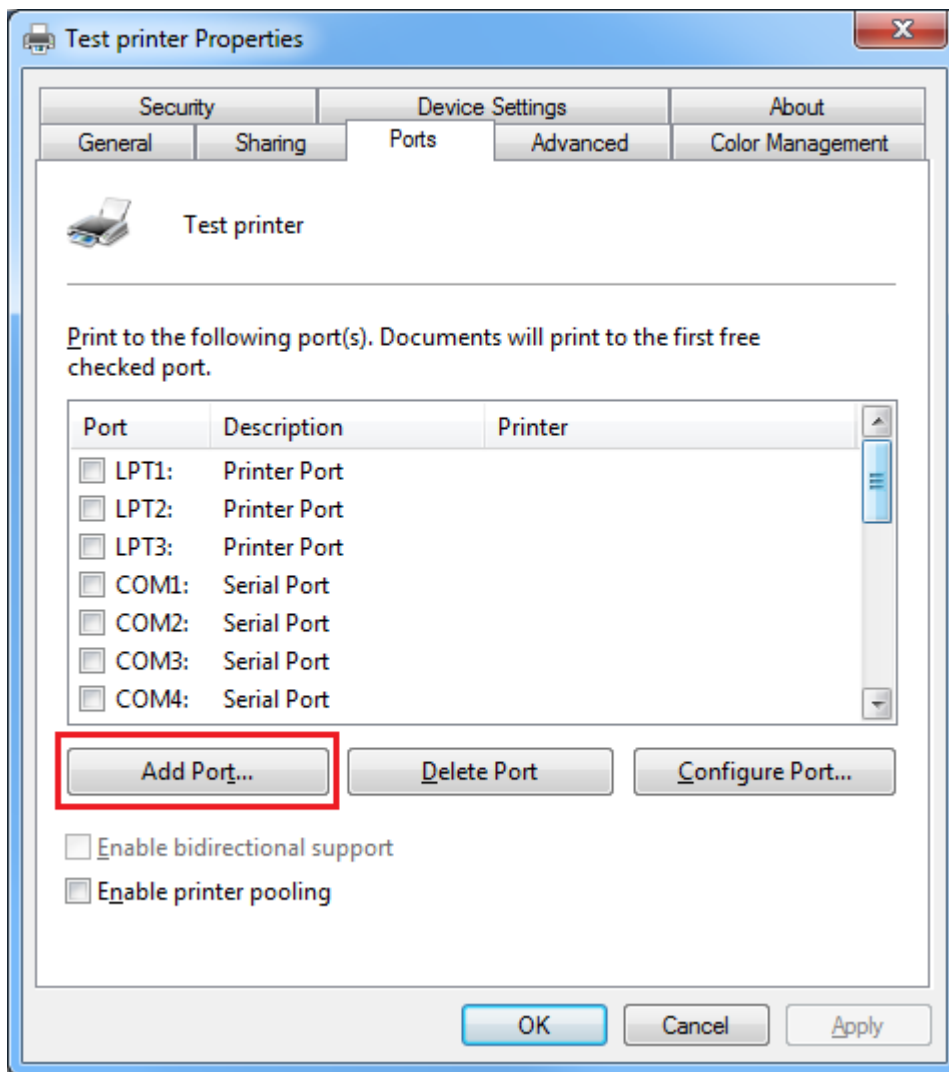 Test printer Properties
Security Device Settings About
General Sharing Ports Advanced Color Management
Test printer
Print to the following port(s). Documents will print to the first free
checked port.
Port Description Printer
LPT1: Printer Port
LPT2: Printer Port
LPT3: Printer Port
COM1: Serial Port
COM2: Serial Port
COM3: Serial Port
COM4: Serial Port
Add Port... Delete Port Configure Port...
Enable bidirectional support
Enable printer pooling
OK Cancel Apply